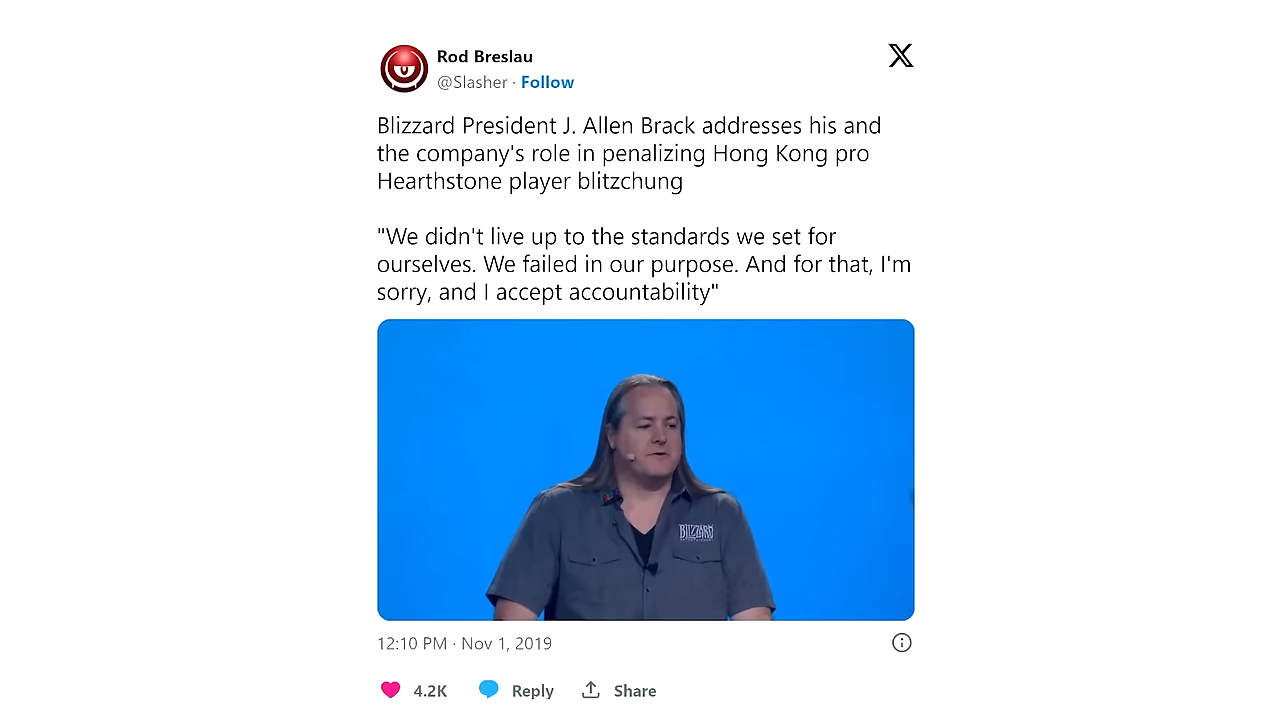 Rod Breslau
@Slasher · Follow
Blizzard President J. Allen Brack addresses his and
the company's role in penalizing Hong Kong pro
Hearthstone player blitzchung
"We didn't live up to the standards we set for
ourselves. We failed in our purpose. And for that, I'm
sorry, and I accept accountability"
BLIZZARD
12:10 PM · Nov 1, 2019
4.2K Reply Share